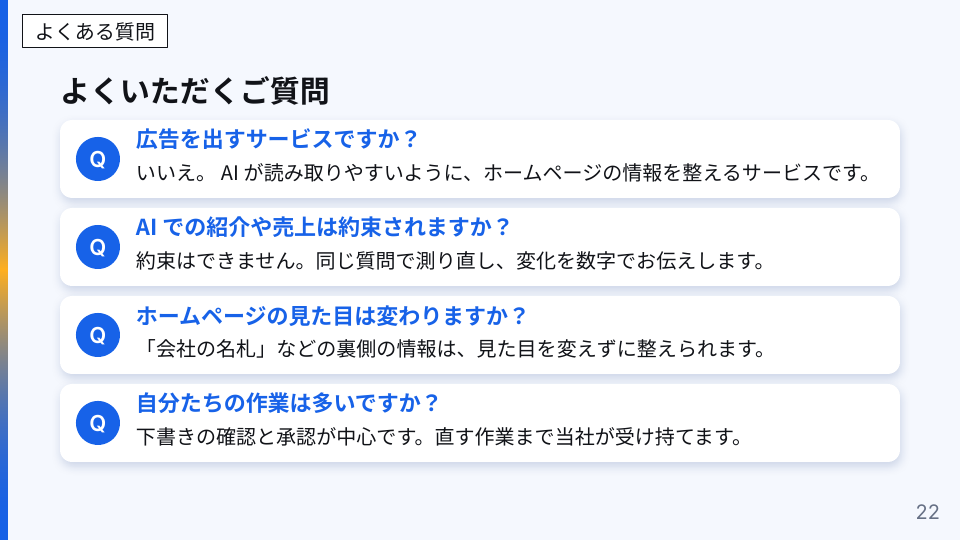 よくある質問
よくいただくご質問
Q
広告を出すサービスですか？
いいえ。 AI が読み取りやすいように、ホームページの情報を整えるサービスです。
Q
AI での紹介や売上は約束されますか？
約束はできません。同じ質問で測り直し、変化を数字でお伝えします。
Q
ホームページの見た目は変わりますか？
「会社の名札」などの裏側の情報は、見た目を変えずに整えられます。
Q
自分たちの作業は多いですか？
下書きの確認と承認が中心です。直す作業まで当社が受け持てます。
22